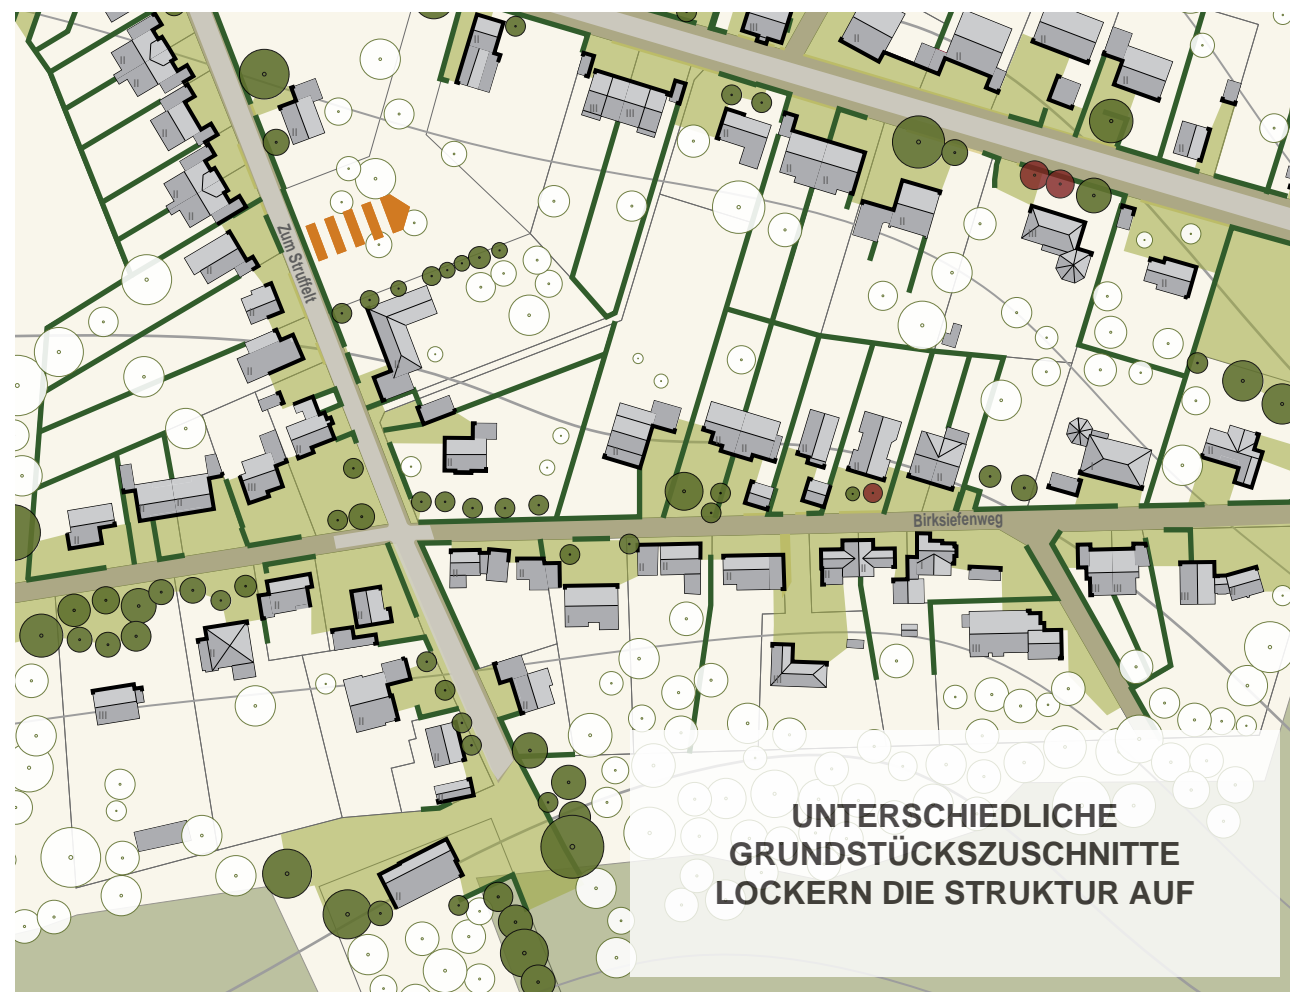 Zum Struffelt
Birksiefenweg
UNTERSCHIEDLICHE
GRUNDSTÜCKSZUSCHNITTE
LOCKERN DIE STRUKTUR AUF